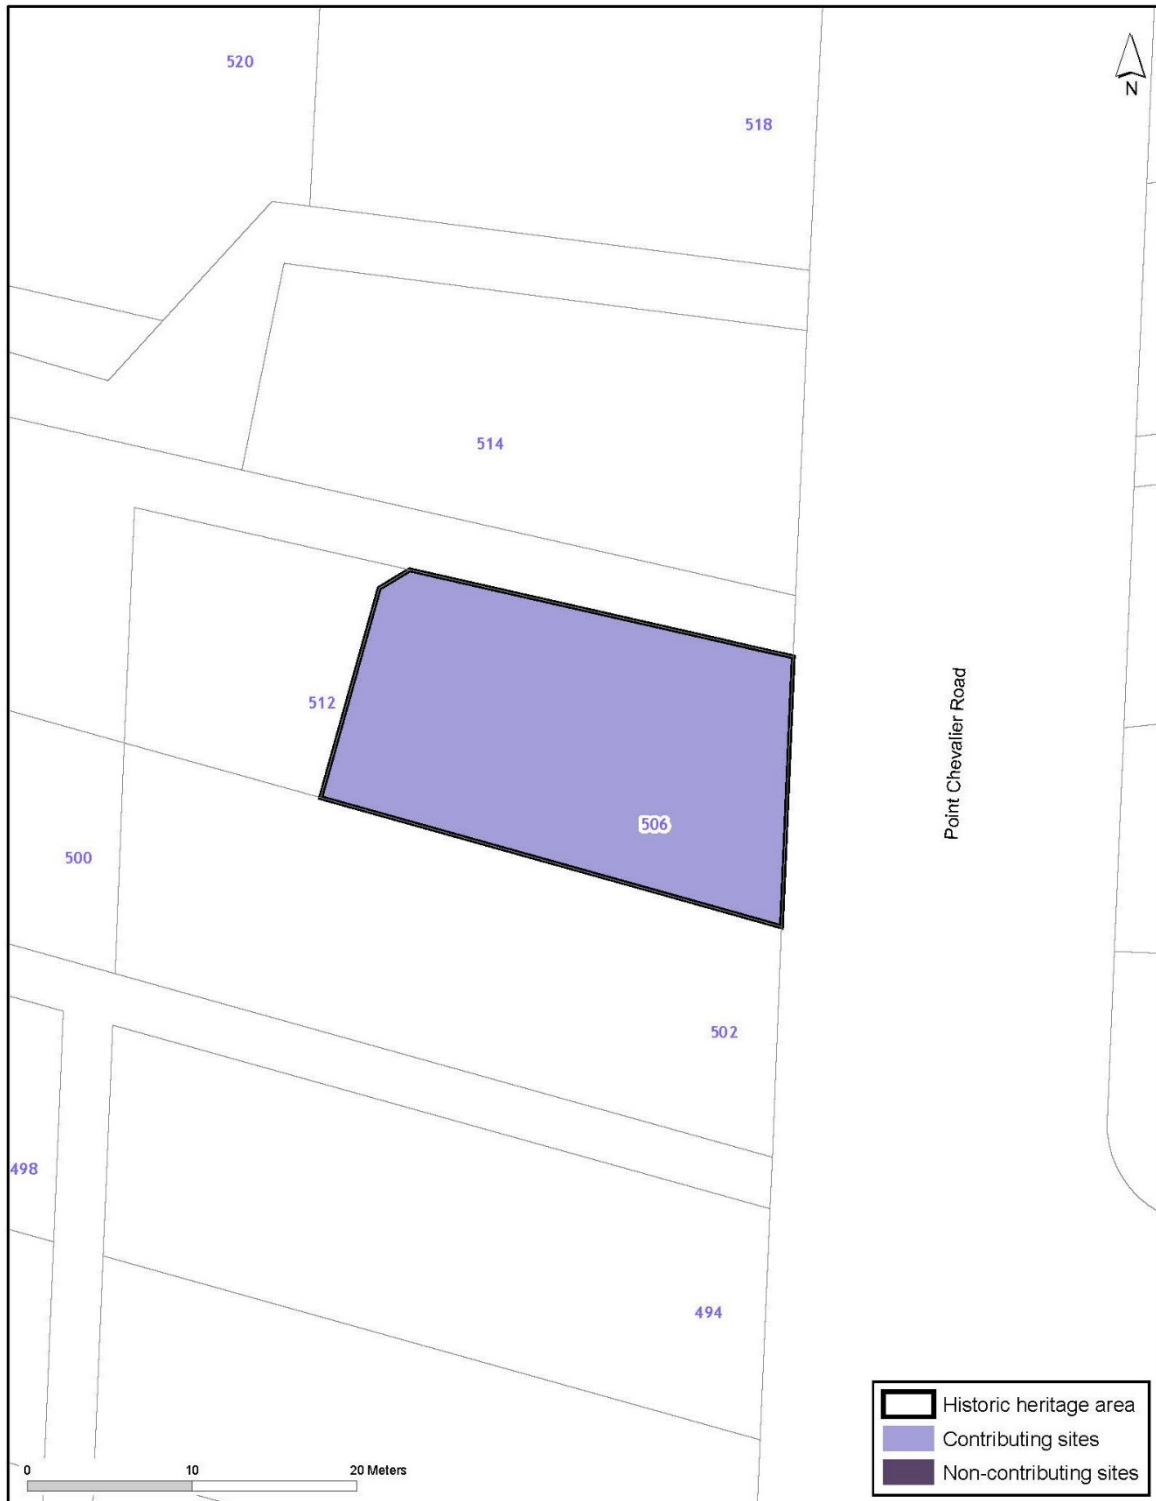 520
518
N
514
512
Point Chevalier Road
506
500
502
498
494
Historic heritage area
Contributing sites
Non-contributing sites
0 10 20 Meters